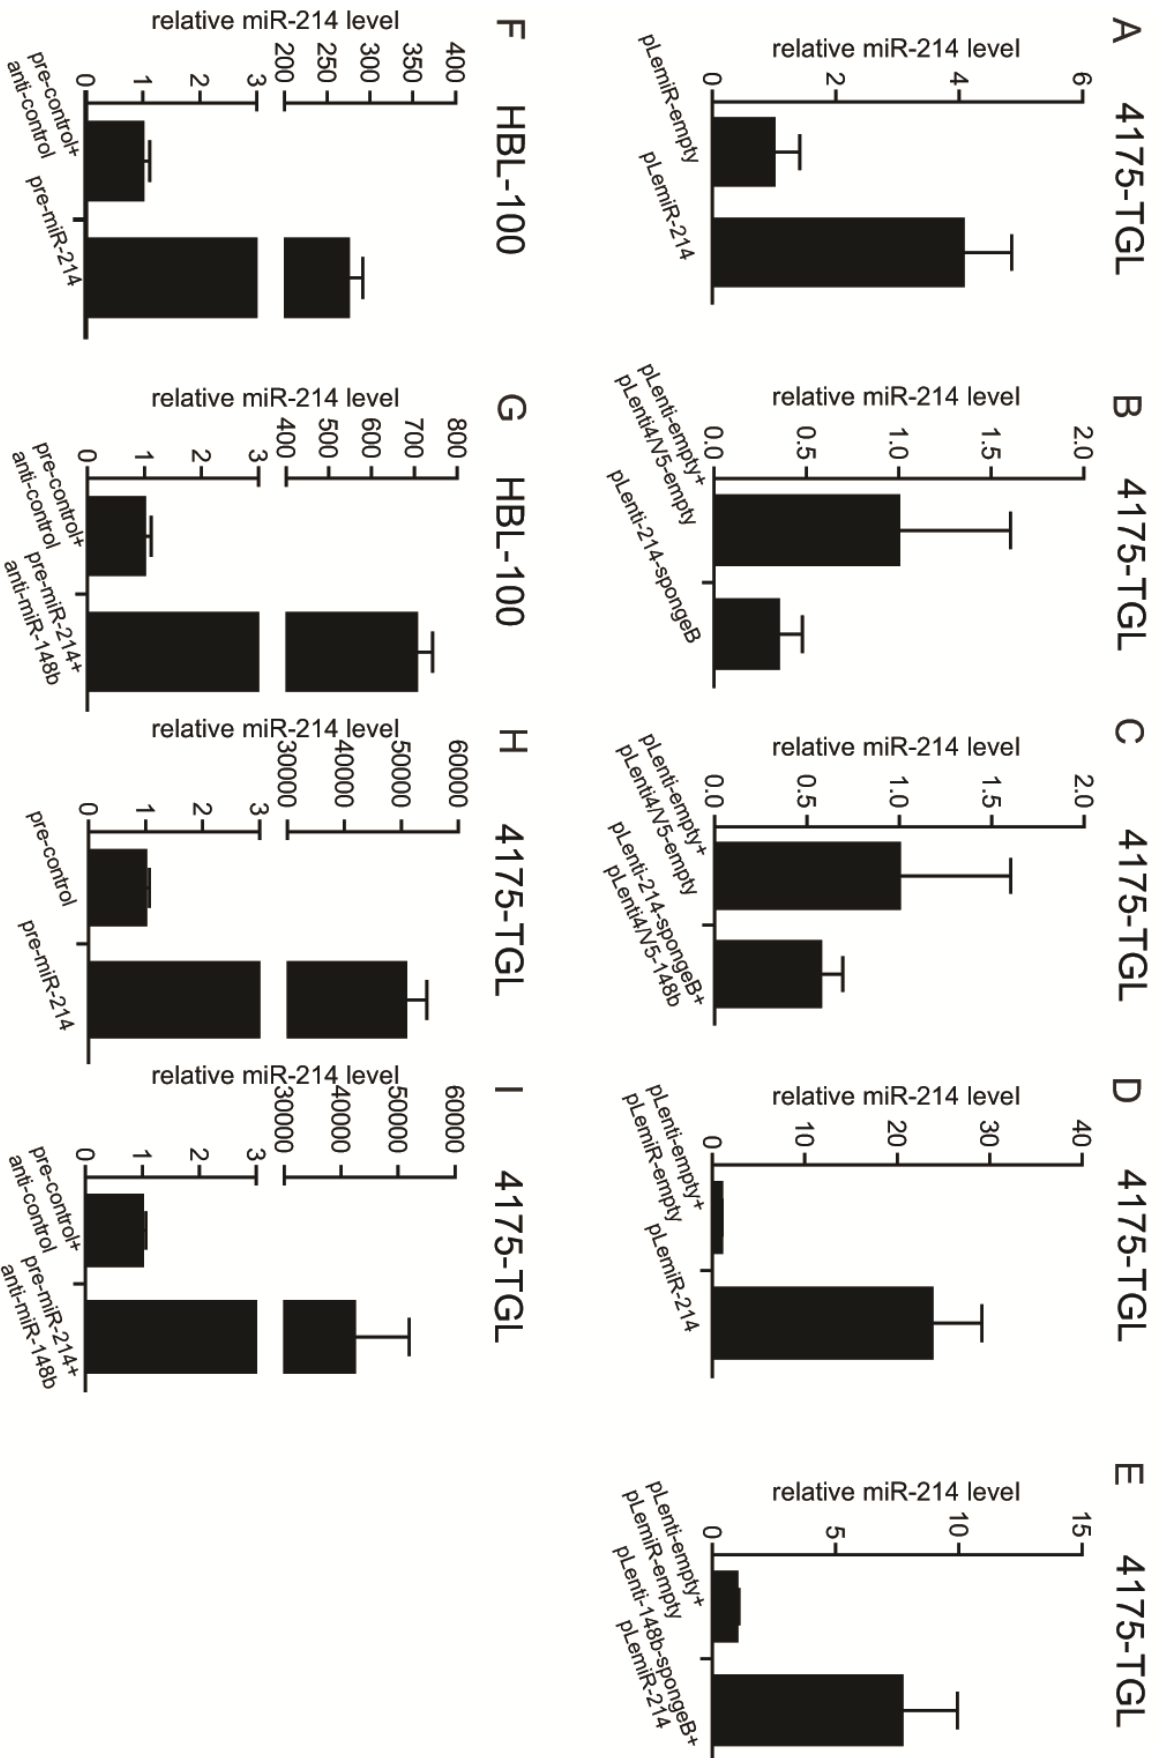 A
4175-TGL
relative miR-214 level
6
4
2
0
pLemiR-empty
pLemiR-214
B
4175-TGL
relative miR-214 level
2.0
1.5
1.0
0.5
0.0
pLenti-empty+
pLenti4/V5-empty
pLenti-214-spongeB
C
4175-TGL
relative miR-214 level
2.0
1.5
1.0
0.5
0.0
pLenti-empty+
pLenti4/V5-empty
pLenti-214-spongeB+
pLenti4/V5-148b
D
4175-TGL
relative miR-214 level
40
30
20
10
0
pLenti-empty+
pLemiR-empty
pLemiR-214
E
4175-TGL
relative miR-214 level
15
10
5
0
pLenti-empty+
pLemiR-empty
pLenti-148b-spongeB+
pLemiR-214
F
HBL-100
relative miR-214 level
400
350
300
250
200
3
2
1
0
pre-control+
anti-control
pre-miR-214
G
HBL-100
relative miR-214 level
800
700
600
500
400
3
2
1
0
pre-control+
anti-control
pre-miR-214+
anti-miR-148b
H
4175-TGL
relative miR-214 level
60000
50000
40000
30000
3
2
1
0
pre-control
pre-miR-214
I
4175-TGL
relative miR-214 level
60000
50000
40000
30000
3
2
1
0
pre-control+
anti-control
pre-miR-214+
anti-miR-148b